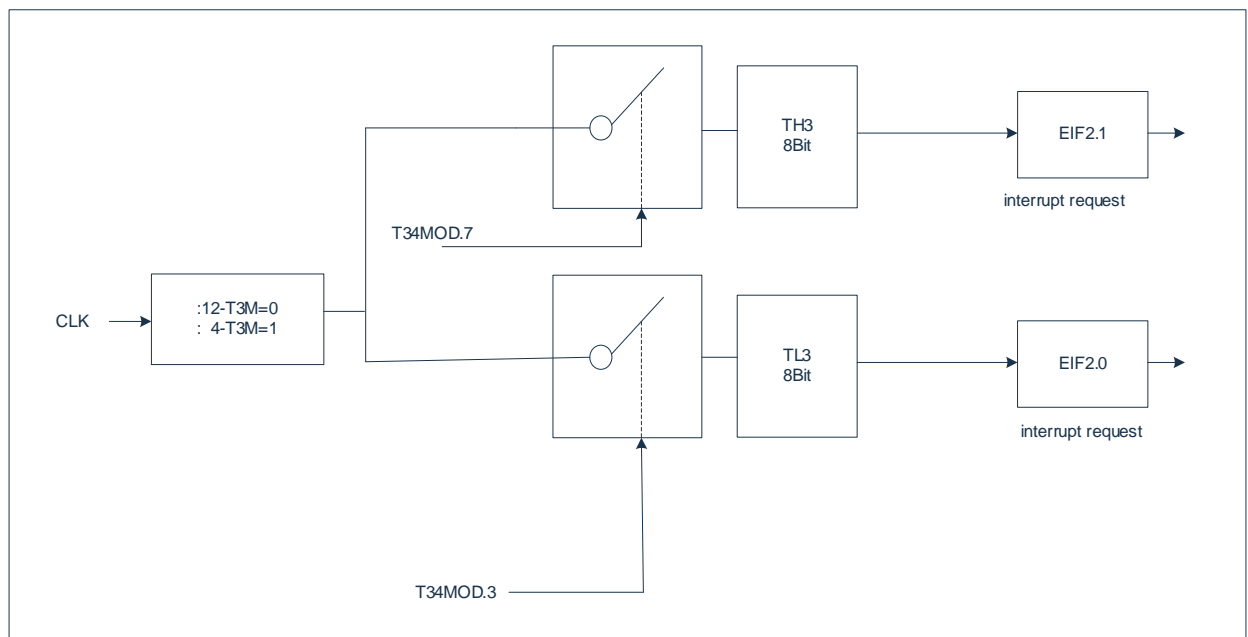 TH3
8Bit
EIF2.1
interrupt request
T34MOD.7
CLK
:12-T3M=0
: 4-T3M=1
TL3
8Bit
EIF2.0
interrupt request
T34MOD.3